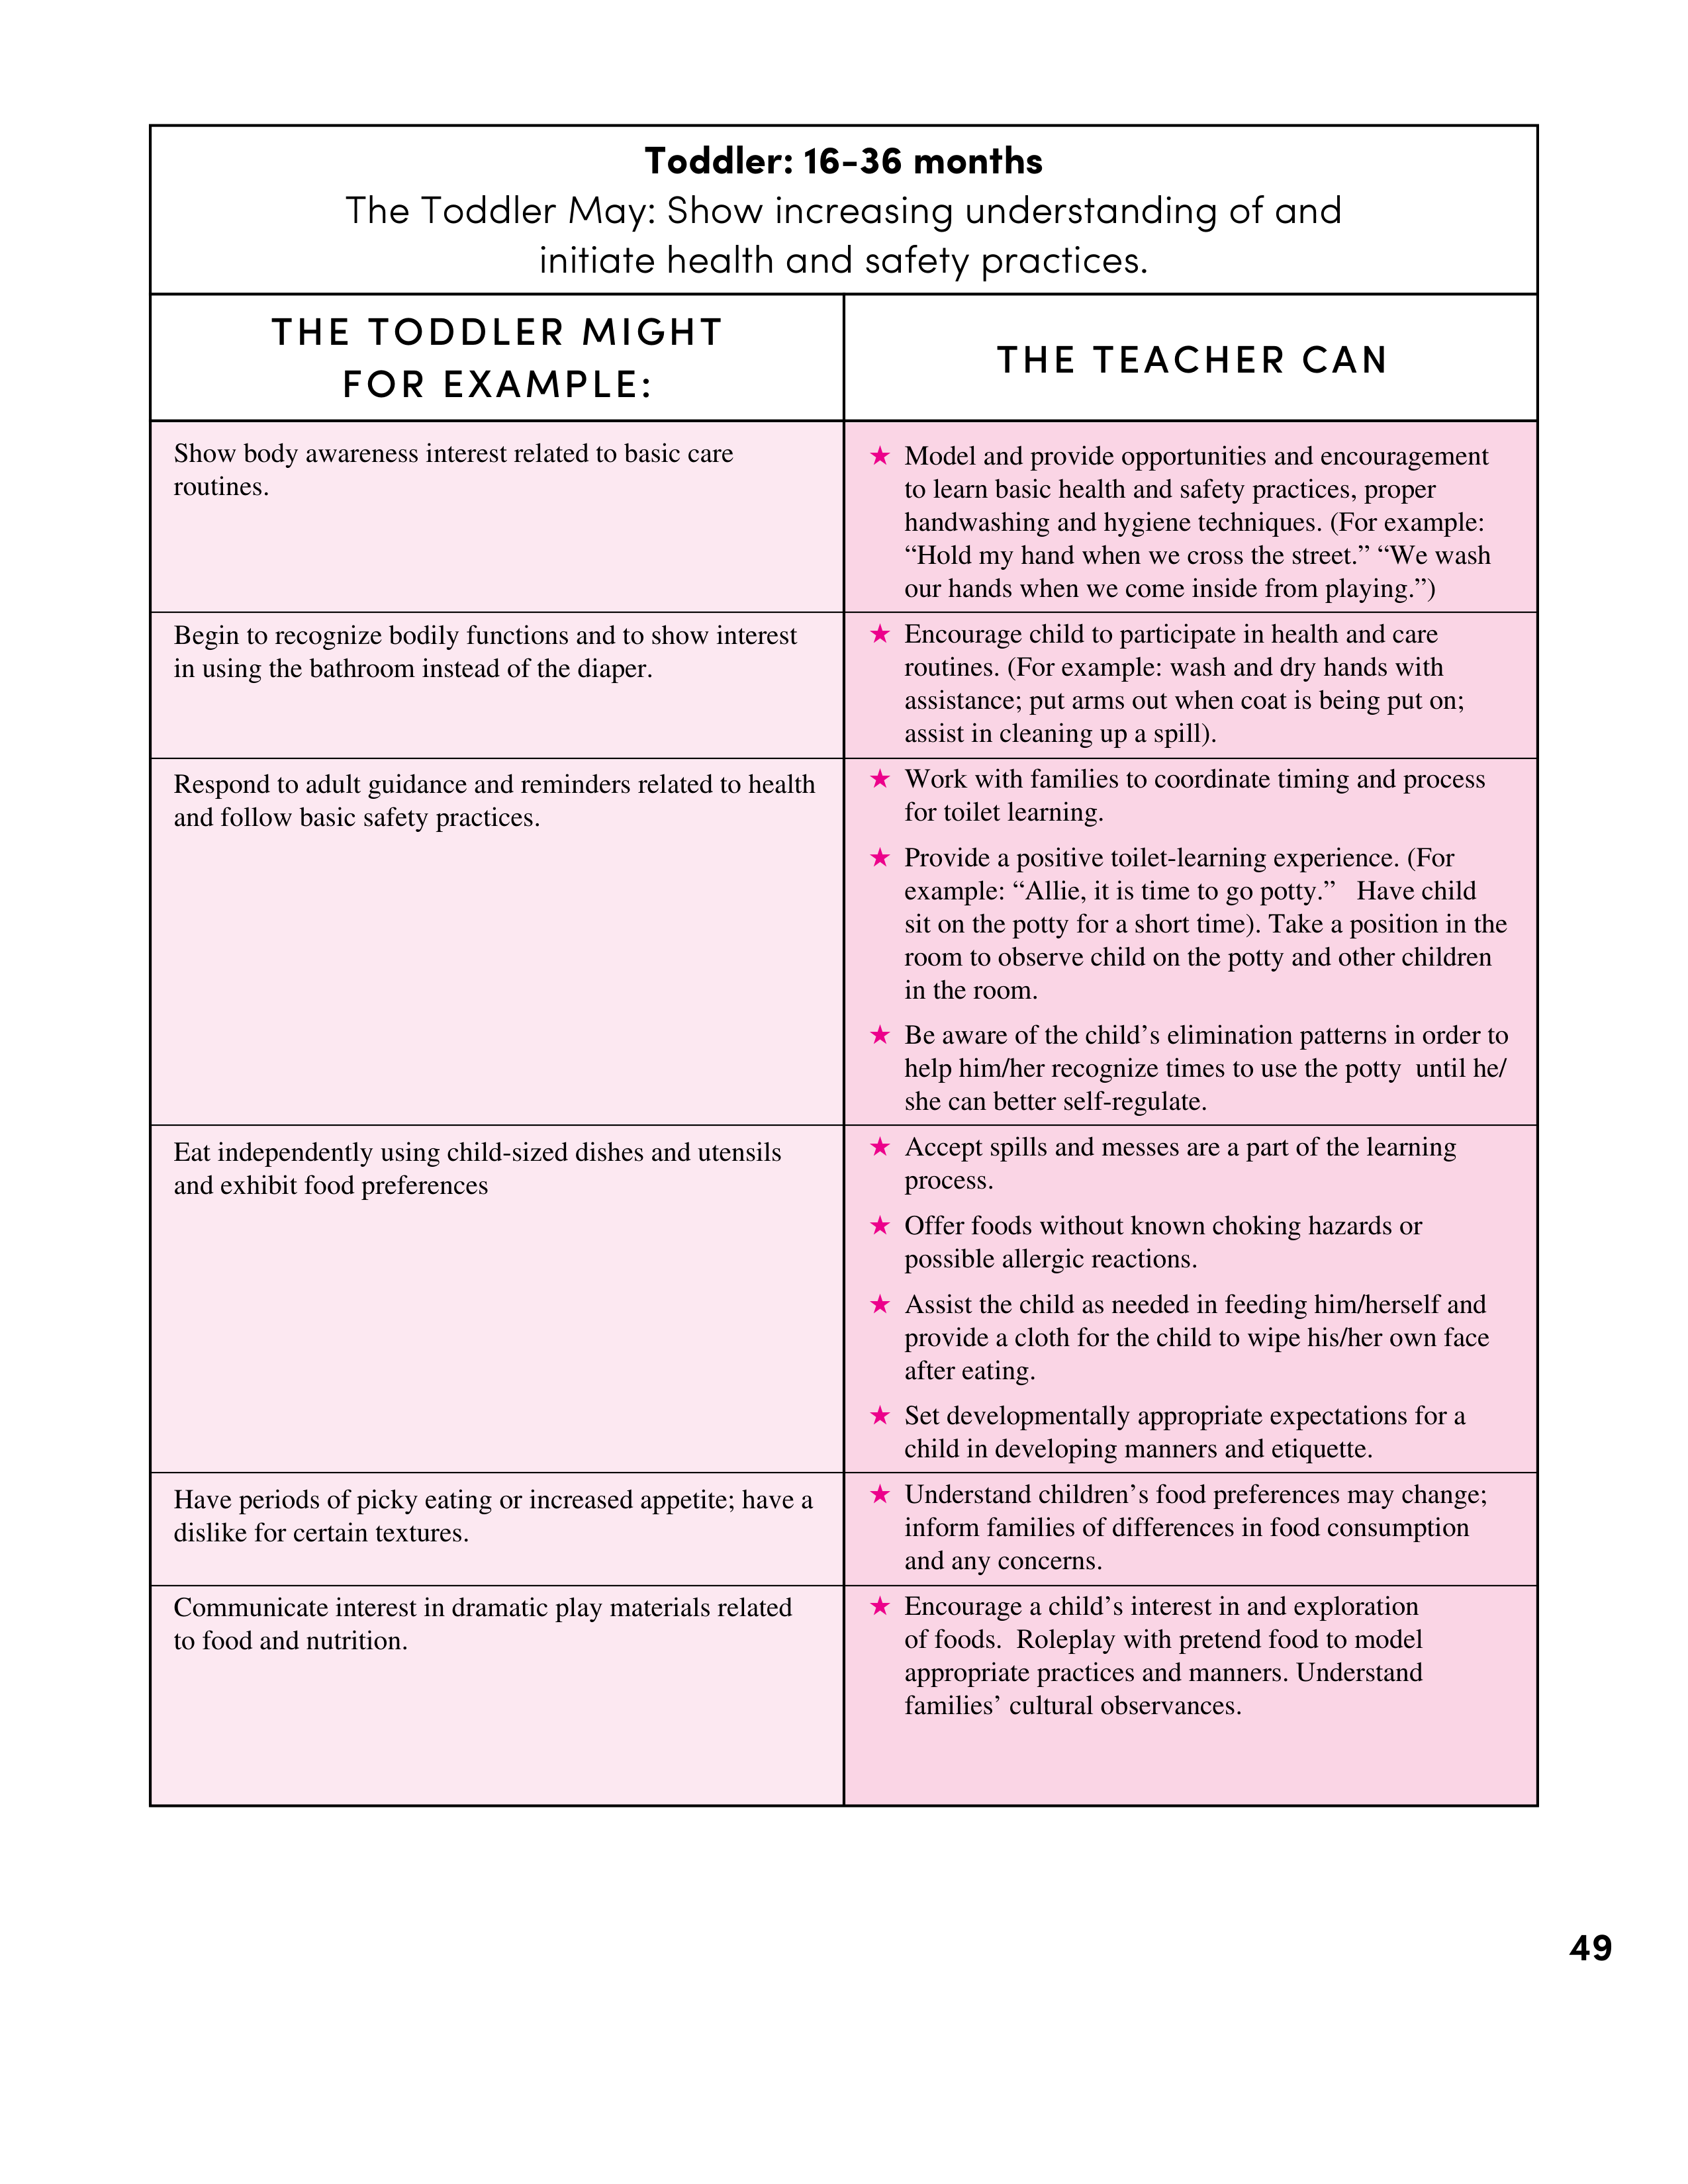 Toddler: 16-36 months
The Toddler May: Show increasing understanding of and
initiate health and safety practices.
THE TODDLER MIGHT
FOR EXAMPLE:
THE TEACHER CAN
Show body awareness interest related to basic care
routines.
★ Model and provide opportunities and encouragement
to learn basic health and safety practices, proper
handwashing and hygiene techniques. (For example:
“Hold my hand when we cross the street.” “We wash
our hands when we come inside from playing.”)
Begin to recognize bodily functions and to show interest
in using the bathroom instead of the diaper.
★ Encourage child to participate in health and care
routines. (For example: wash and dry hands with
assistance; put arms out when coat is being put on;
assist in cleaning up a spill).
Respond to adult guidance and reminders related to health
and follow basic safety practices.
★ Work with families to coordinate timing and process
for toilet learning.
★ Provide a positive toilet-learning experience. (For
example: “Allie, it is time to go potty.”   Have child
sit on the potty for a short time). Take a position in the
room to observe child on the potty and other children
in the room.
★ Be aware of the child’s elimination patterns in order to
help him/her recognize times to use the potty  until he/
she can better self-regulate.
Eat independently using child-sized dishes and utensils
and exhibit food preferences
★ Accept spills and messes are a part of the learning
process.
★ Offer foods without known choking hazards or
possible allergic reactions.
★ Assist the child as needed in feeding him/herself and
provide a cloth for the child to wipe his/her own face
after eating.
★ Set developmentally appropriate expectations for a
child in developing manners and etiquette.
Have periods of picky eating or increased appetite; have a
dislike for certain textures.
★ Understand children’s food preferences may change;
inform families of differences in food consumption
and any concerns.
Communicate interest in dramatic play materials related
to food and nutrition.
★ Encourage a child’s interest in and exploration
of foods.  Roleplay with pretend food to model
appropriate practices and manners. Understand
families’ cultural observances.
49